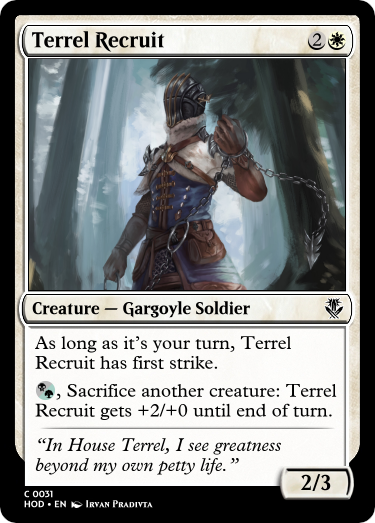 Terrel Recruit 2
Creature — Gargoyle Soldier
As long as it's your turn, Terrel
Recruit has first strike.
, Sacrifice another creature: Terrel
Recruit gets +2/+0 until end of turn.
“In House Terrel, I see greatness
beyond my own petty life.”
2/3
C 0031
HOD • EN Irvan Pradivta